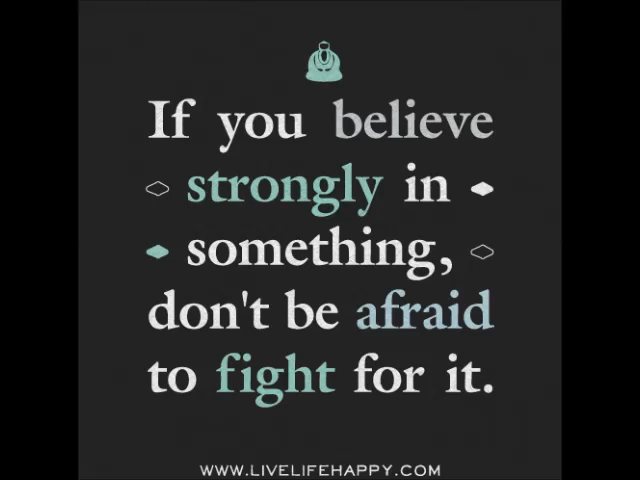 If you believe
strongly in
something,
don't be afraid
to fight for it.
WWW.LIVELIFEHAPPY.COM